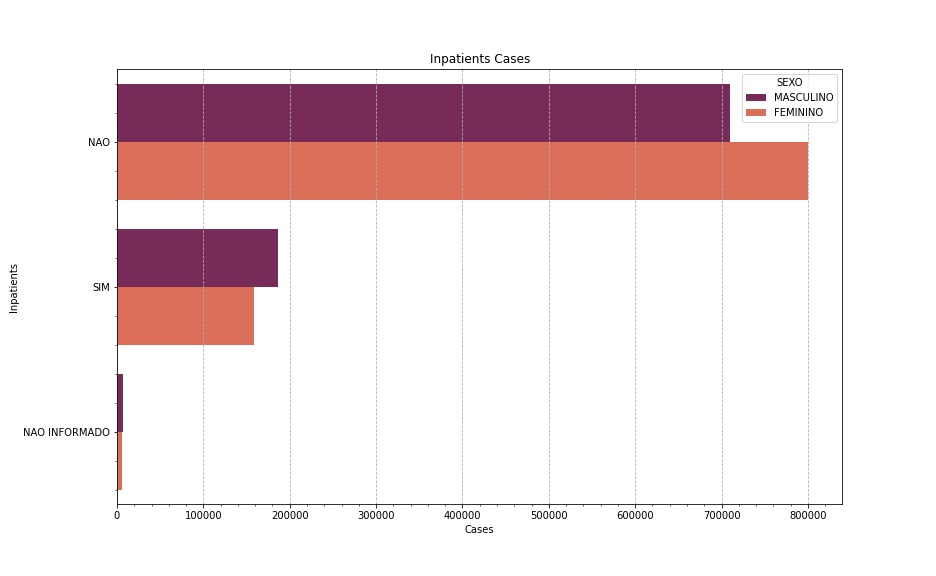 Inpatients Cases
SEXO
MASCULINO
FEMININO
Inpatients
NAO
SIM
NAO INFORMADO
0 100000 200000 300000 400000 500000 600000 700000 800000
Cases